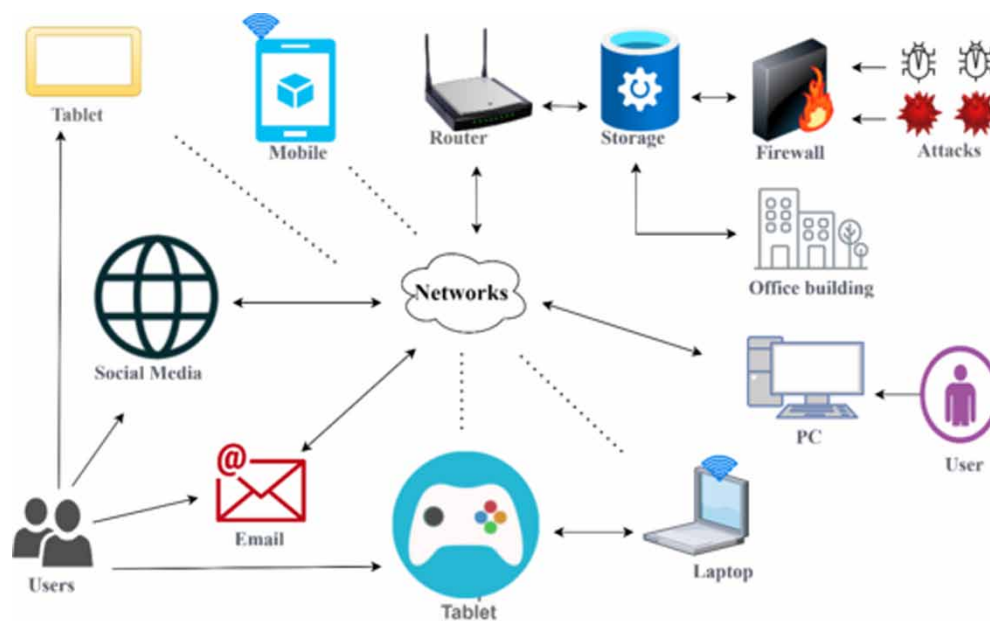 Tablet
Mobile
Router
Storage
Firewall
Attacks
Networks
Office building
Social Media
@
PC
User
Email
Users
Laptop
Tablet